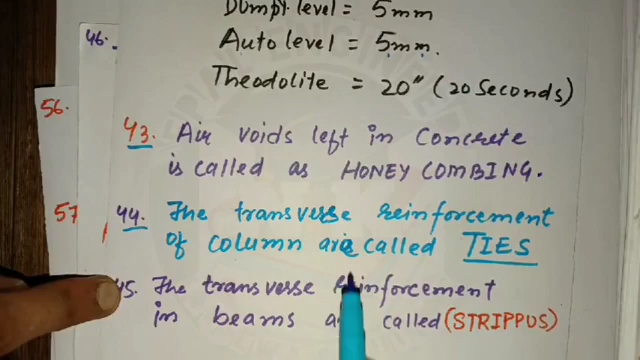 Dumpt level = 5mm
46.
Auto level = 5mm.
Theodolite = 20" (20 Seconds)
56.
43. Air voids left in concrete
is called as HONEY COMBING.
57
44. The transverse reinforcement
of column are called TIES
45. The transverse reinforcement
in beams called (STRIPPUS)